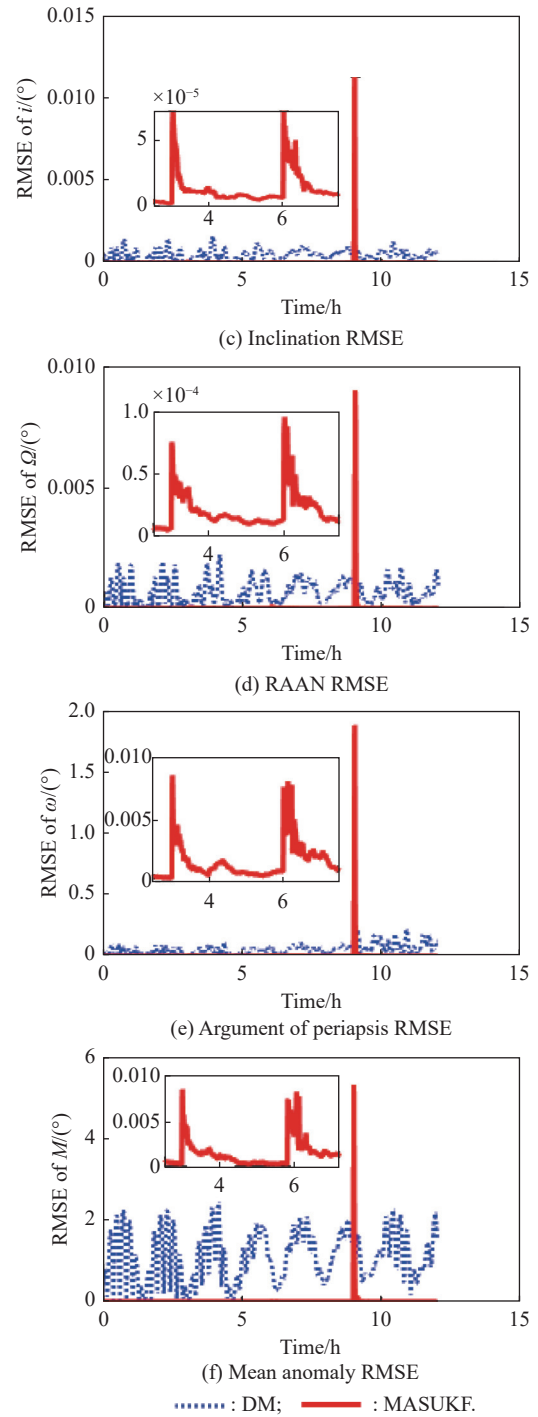 0.015
RMSE of i/(°)
×10⁻⁵
0.010
5
0.005
0
4 6
0
0 5 10 15
Time/h
(c) Inclination RMSE
0.010
×10⁻⁴
1.0
RMSE of Ω/(°)
0.5
0.005
0
4 6
0
0 5 10 15
Time/h
(d) RAAN RMSE
2.0
RMSE of ω/(°)
0.010
1.5
0.005
1.0
0
4 6
0.2
0
0 5 10 15
Time/h
(e) Argument of periapsis RMSE
6
RMSE of M/(°)
0.010
0.005
4
0
4 6
2
0
0 5 10 15
Time/h
(f) Mean anomaly RMSE
: DM; : MASUKF.